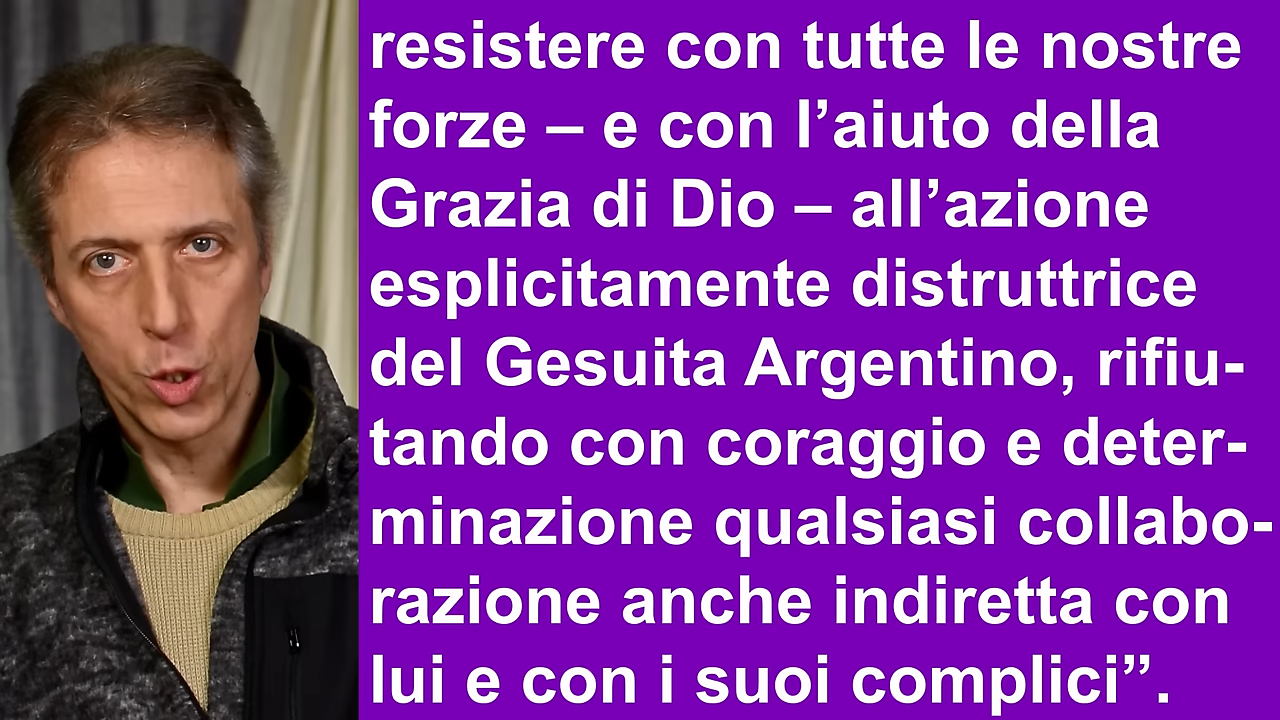 resistere con tutte le nostre
forze – e con l’aiuto della
Grazia di Dio – all’azione
esplicitamente distruttrice
del Gesuita Argentino, rifiu-
tando con coraggio e deter-
minazione qualsiasi collabo-
razione anche indiretta con
lui e con i suoi complici”.